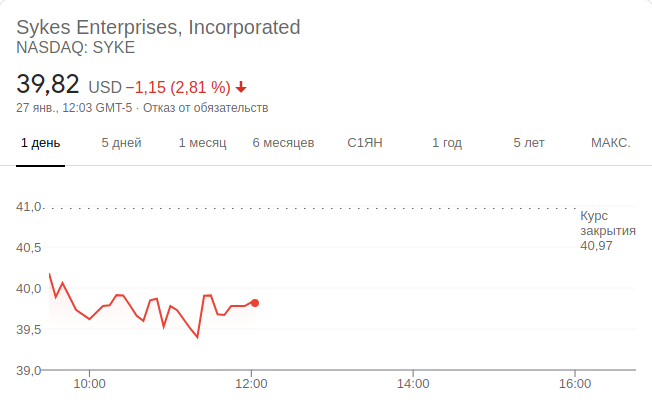 Sykes Enterprises, Incorporated
NASDAQ: SYKE
39,82 USD −1,15 (2,81 %)
27 янв., 12:03 GMT-5 · Отказ от обязательств
1 день 5 дней 1 месяц 6 месяцев С1ЯН 1 год 5 лет МАКС.
41,0
Курс
закрытия
40,97
40,5
40,0
39,5
39,0
10:00 12:00 14:00 16:00